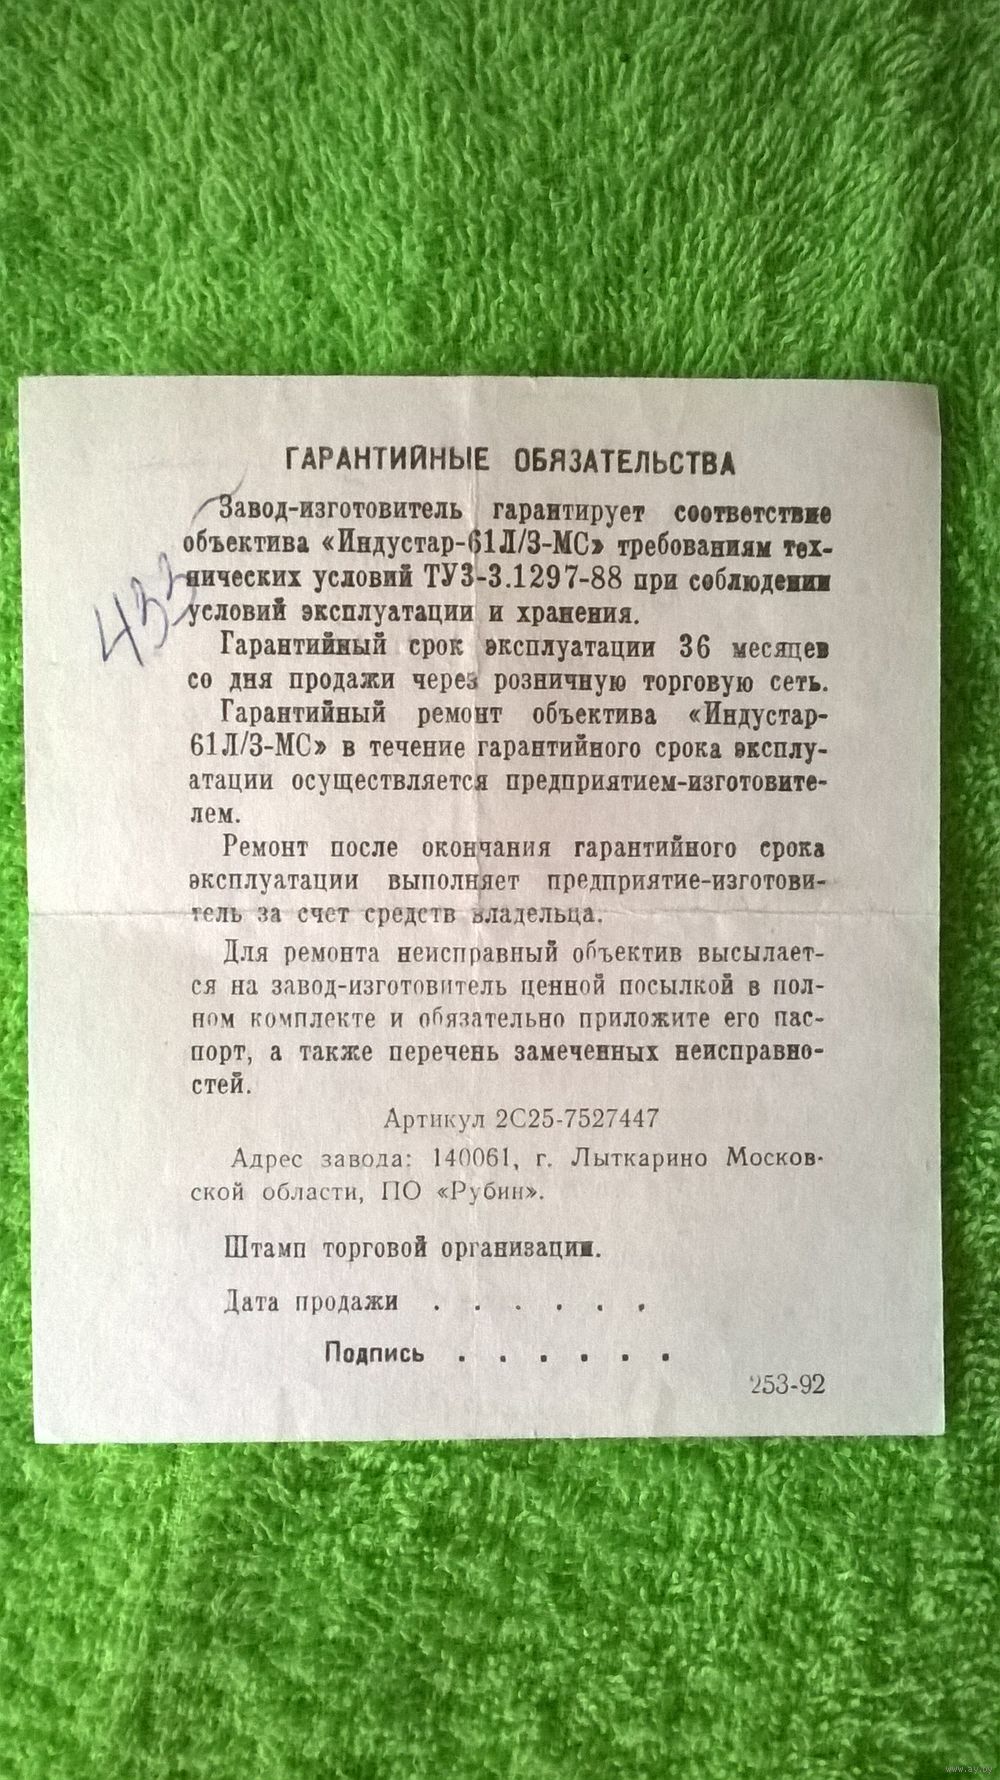 ГАРАНТИЙНЫЕ ОБЯЗАТЕЛЬСТВА
Завод-изготовитель гарантирует соответствие
объектива «Индустар-61Л/З-МС» требованиям тех-
нических условий ТУЗ-3.1297-88 при соблюдении
условий эксплуатации и хранения.
433
Гарантийный срок эксплуатации 36 месяцев
со дня продажи через розничную торговую сеть.
Гарантийный ремонт объектива «Индустар-
61Л/З-МС» в течение гарантийного срока эксплу-
атации осуществляется предприятием-изготовите-
лем.
Ремонт после окончания гарантийного срока
эксплуатации выполняет предприятие-изготови-
тель за счет средств владельца.
Для ремонта неисправный объектив высылает-
ся на завод-изготовитель ценной посылкой в пол-
ном комплекте и обязательно приложите его пас-
порт, а также перечень замеченных неисправно-
стей.
Артикул 2С25-7527447
Адрес завода: 140061, г. Лыткарино Москов-
ской области, ПО «Рубин».
Штамп торговой организации.
Дата продажи . . . . . .
Подпись . . . . . .
253-92
www.ay.by